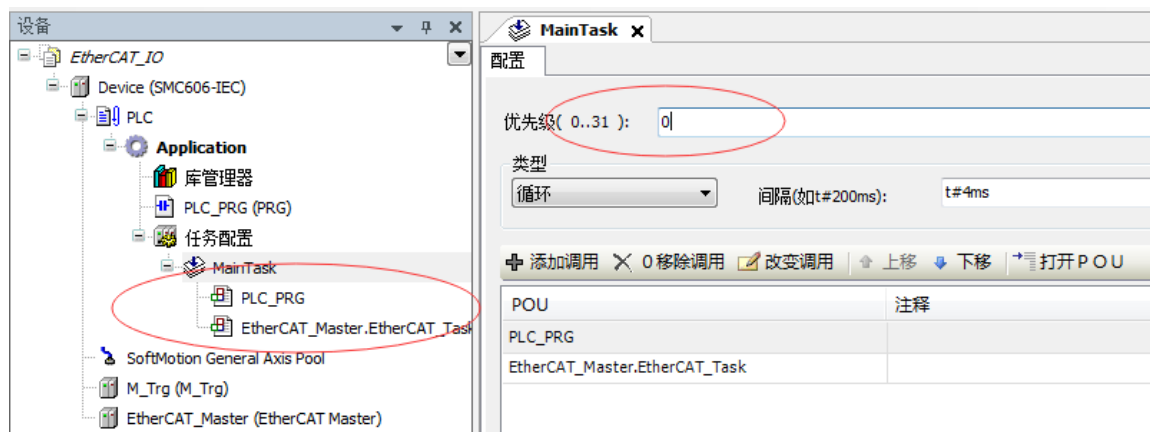 设备
EtherCAT_IO
Device (SMC606-IEC)
PLC
Application
库管理器
PLC_PRG (PRG)
任务配置
MainTask
PLC_PRG
EtherCAT_Master.EtherCAT_Task
SoftMotion General Axis Pool
M_Trg (M_Trg)
EtherCAT_Master (EtherCAT Master)
MainTask
配置
优先级( 0..31 ): 0
类型
循环 间隔(如t#200ms): t#4ms
添加调用 0移除调用 改变调用 上移 下移 打开POU
POU 注释
PLC_PRG
EtherCAT_Master.EtherCAT_Task